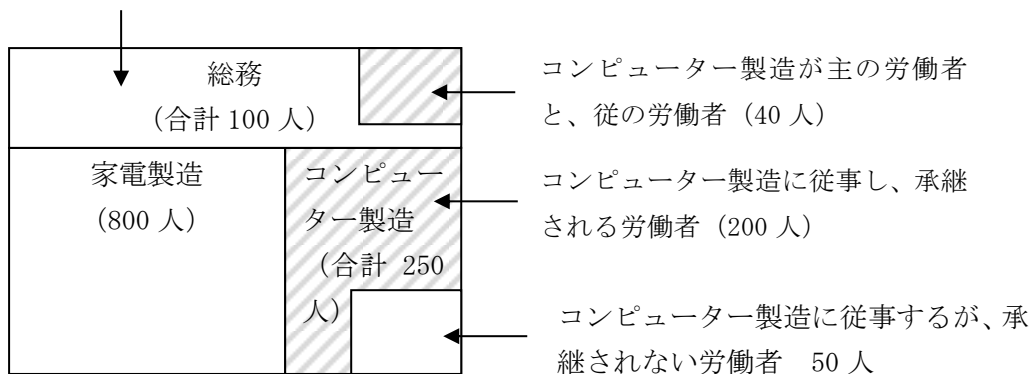 総務
（合計 100 人）
コンピューター製造が主の労働者
と、従の労働者（40 人）
家電製造
（800 人）
コンピュー
ター製造
（合計 250
人）
コンピューター製造に従事し、承継
される労働者（200 人）
コンピューター製造に従事するが、承
継されない労働者　50 人